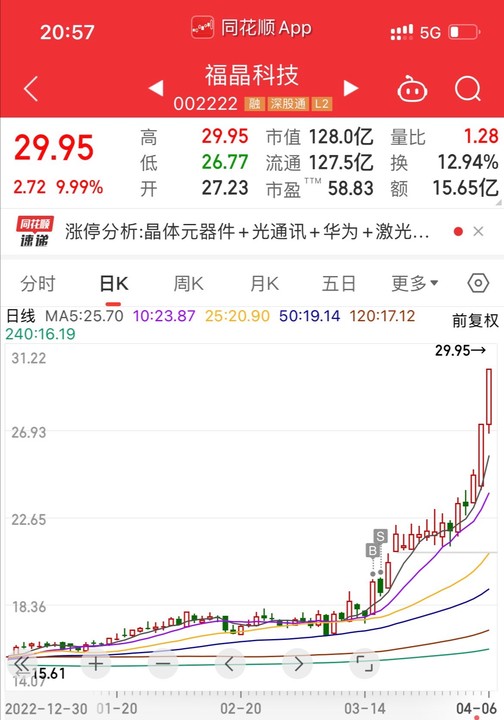 20:57
同花顺App
5G
福晶科技
002222 融 深股通 L2
29.95
2.72 9.99%
高 29.95 市值 128.0亿 量比 1.28
低 26.77 流通 127.5亿 换 12.94%
开 27.23 市盈TTM 58.83 额 15.65亿
同花顺
速递
涨停分析:晶体元器件+光通讯+华为+激光...
分时 日K 周K 月K 五日 更多
日线 MA5:25.70 10:23.87 25:20.90 50:19.14 120:17.12
240:16.19
前复权
31.22
29.95→
26.93
22.65
S
B
18.36
15.61
14.07
2022-12-30 01-20 02-20 03-14 04-06